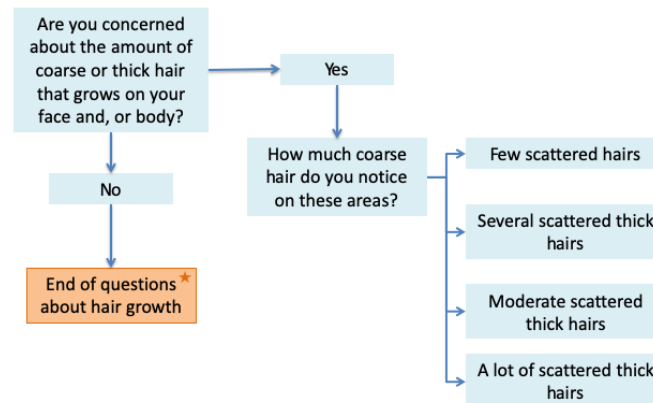 Are you concerned
about the amount of
coarse or thick hair
that grows on your
face and, or body?
Yes
No
How much coarse
hair do you notice
on these areas?
Few scattered hairs
Several scattered thick
hairs
Moderate scattered
thick hairs
A lot of scattered thick
hairs
End of questions
about hair growth